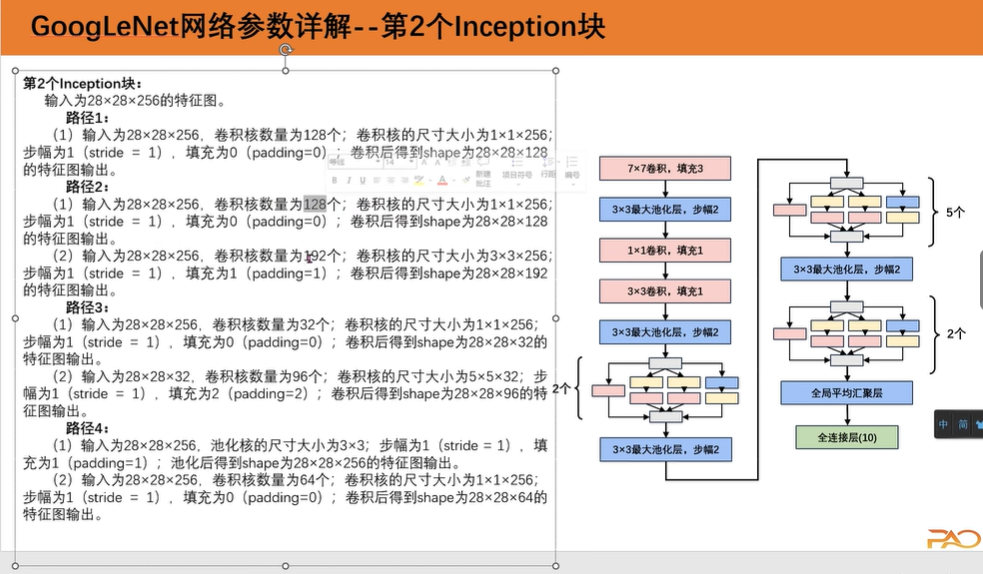 GoogLeNet网络参数详解--第2个Inception块
第2个Inception块：
输入为28×28×256的特征图。
路径1：
（1）输入为28×28×256，卷积核数量为128个；卷积核的尺寸大小为1×1×256；
步幅为1（stride = 1），填充为0（padding=0）；卷积后得到shape为28×28×128
的特征图输出。
路径2：
（1）输入为28×28×256，卷积核数量为128个；卷积核的尺寸大小为1×1×256；
步幅为1（stride = 1），填充为0（padding=0）；卷积后得到shape为28×28×128
的特征图输出。
（2）输入为28×28×256，卷积核数量为192个；卷积核的尺寸大小为3×3×256；
步幅为1（stride = 1），填充为1（padding=1）；卷积后得到shape为28×28×192
的特征图输出。
路径3：
（1）输入为28×28×256，卷积核数量为32个；卷积核的尺寸大小为1×1×256；
步幅为1（stride = 1），填充为0（padding=0）；卷积后得到shape为28×28×32的
特征图输出。
（2）输入为28×28×32，卷积核数量为96个；卷积核的尺寸大小为5×5×32；步
幅为1（stride = 1），填充为2（padding=2）；卷积后得到shape为28×28×96的特
征图输出。
路径4：
（1）输入为28×28×256，池化核的尺寸大小为3×3；步幅为1（stride = 1），填
充为1（padding=1）；池化后得到shape为28×28×256的特征图输出。
（2）输入为28×28×256，卷积核数量为64个；卷积核的尺寸大小为1×1×256；
步幅为1（stride = 1），填充为0（padding=0）；卷积后得到shape为28×28×64的
特征图输出。
14
B I U
新建
批注
项目符号
行距
编号
7×7卷积，填充3
3×3最大池化层，步幅2
1×1卷积，填充1
3×3卷积，填充1
3×3最大池化层，步幅2
2个
3×3最大池化层，步幅2
5个
3×3最大池化层，步幅2
2个
全局平均汇聚层
全连接层(10)
中 简
PAO